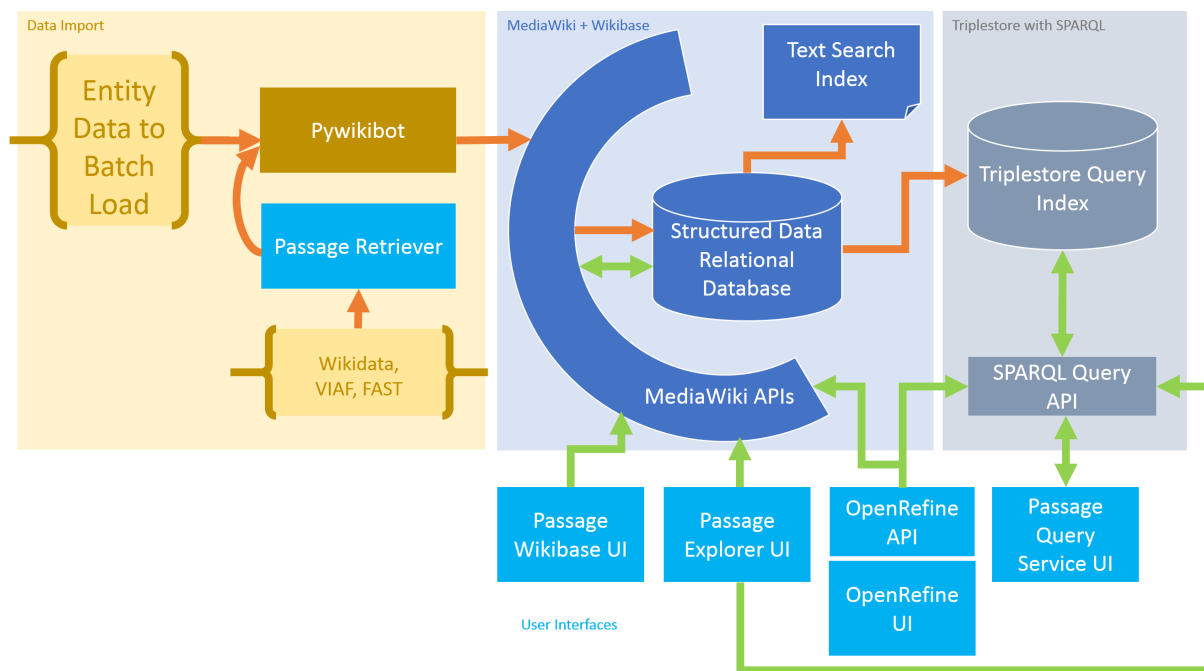 Data Import
Entity
Data to
Batch
Load
Pywikibot
Passage Retriever
Wikidata,
VIAF, FAST
MediaWiki + Wikibase
Text Search
Index
Structured Data
Relational
Database
MediaWiki APIs
Triplestore with SPARQL
Triplestore Query
Index
SPARQL Query
API
Passage
Wikibase UI
Passage
Explorer UI
OpenRefine
API
OpenRefine
UI
Passage
Query
Service UI
User Interfaces